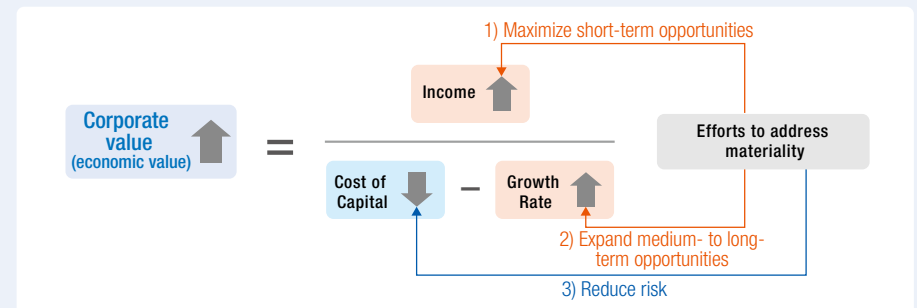 1) Maximize short-term opportunities
Income
Corporate
value
(economic value)
=
Efforts to address
materiality
Cost of
Capital
–
Growth
Rate
2) Expand medium- to long-
term opportunities
3) Reduce risk